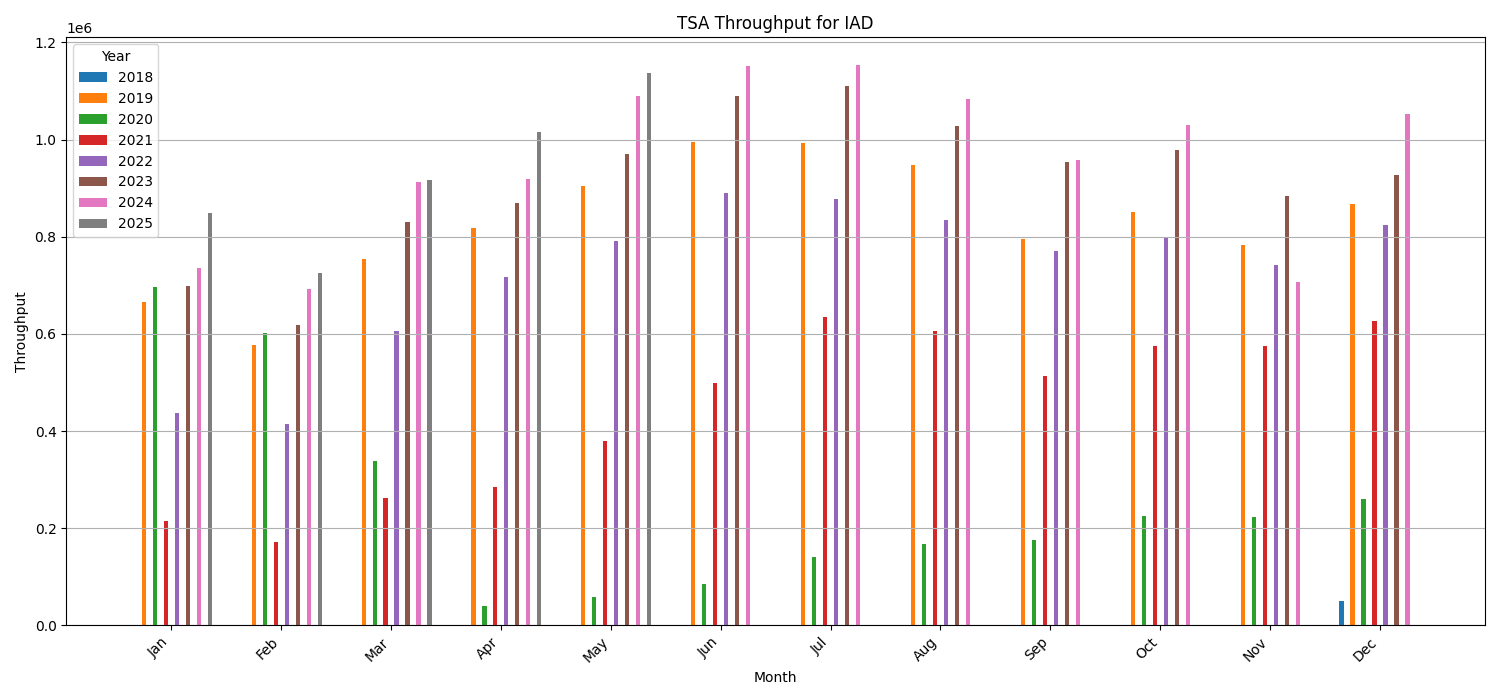 TSA Throughput for IAD
1e6
Year
2018
2019
2020
2021
2022
2023
2024
2025
1.2
1.0
0.8
0.6
0.4
0.2
0.0
Throughput
Jan
Feb
Mar
Apr
May
Jun
Jul
Aug
Sep
Oct
Nov
Dec
Month